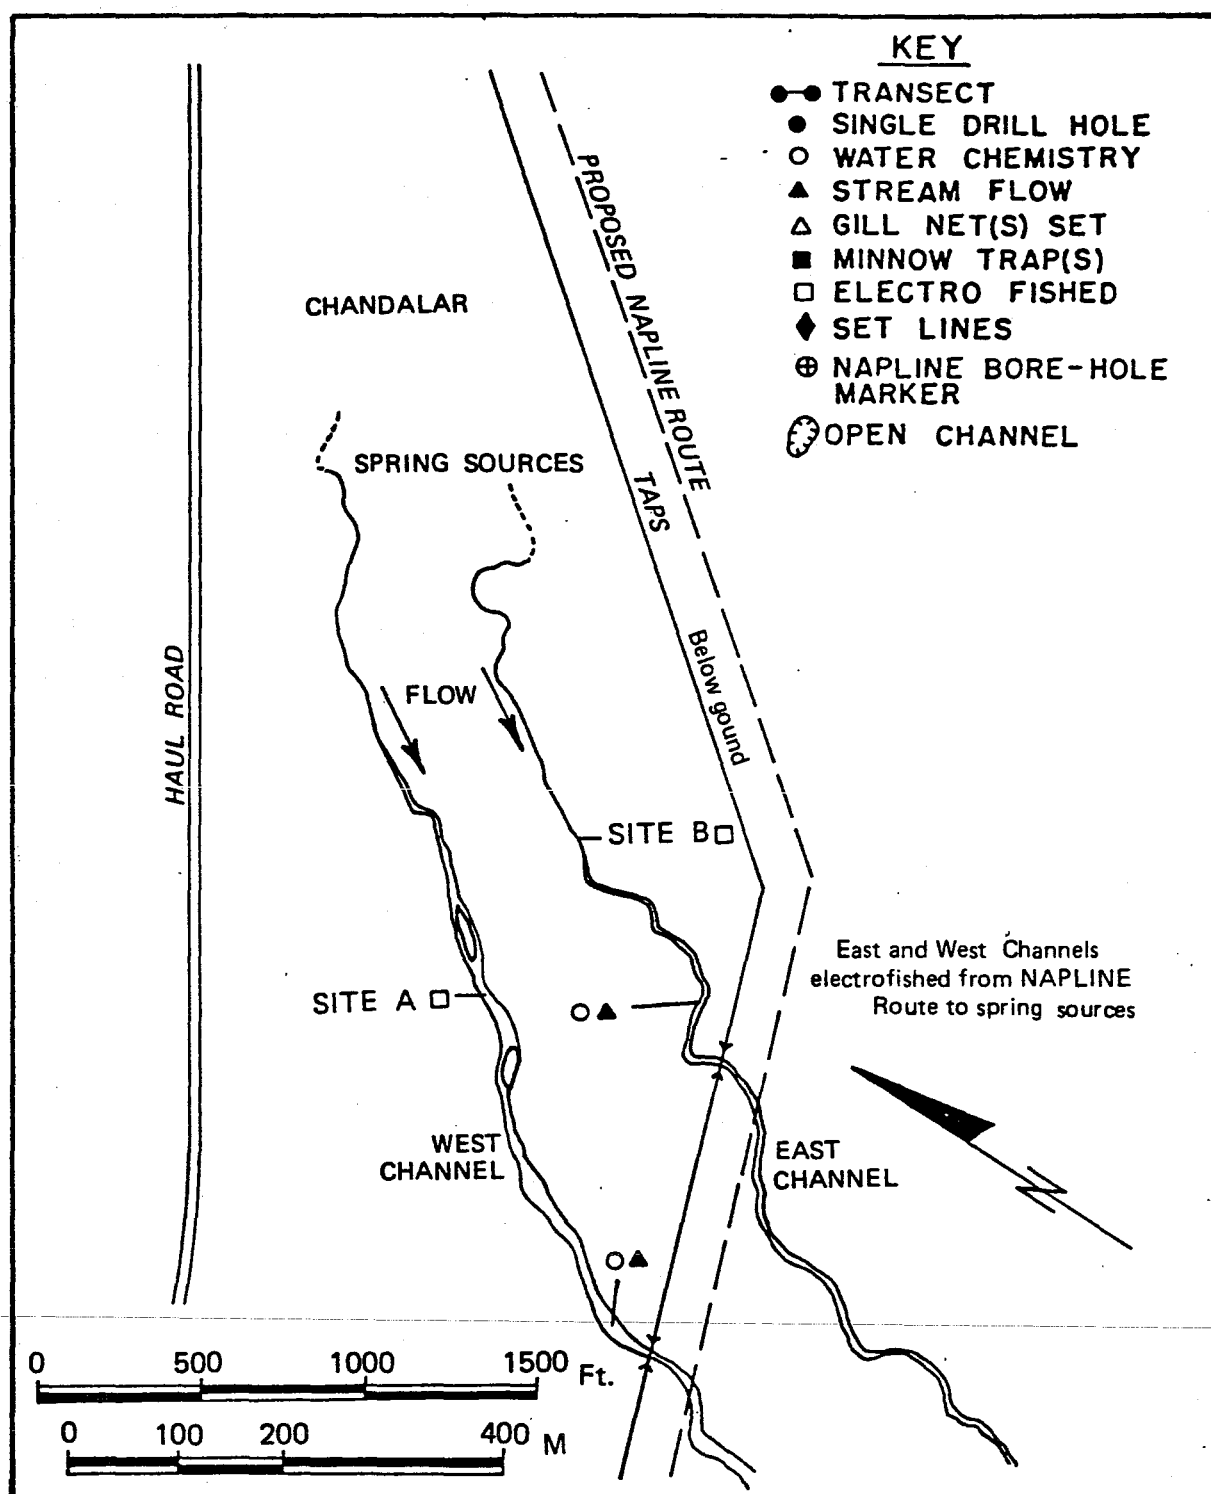 KEY
TRANSECT
SINGLE DRILL HOLE
WATER CHEMISTRY
STREAM FLOW
GILL NET(S) SET
MINNOW TRAP(S)
ELECTRO FISHED
SET LINES
NAPLINE BORE-HOLE
MARKER
OPEN CHANNEL
PROPOSED NAPLINE ROUTE
CHANDALAR
SPRING SOURCES
TAPS
Below gound
HAUL ROAD
FLOW
SITE B
East and West Channels
electrofished from NAPLINE
Route to spring sources
SITE A
WEST
CHANNEL
EAST
CHANNEL
N
0 500 1000 1500 Ft.
0 100 200 400 M